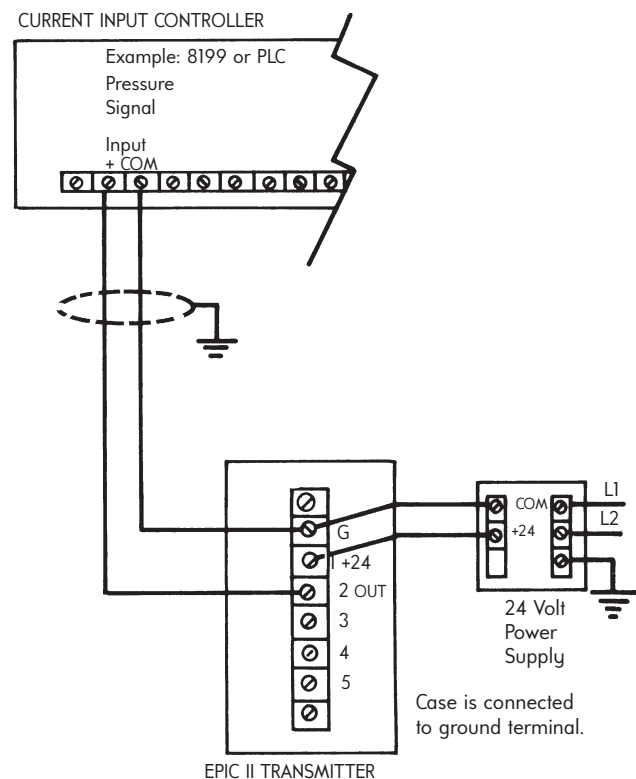 CURRENT INPUT CONTROLLER
Example: 8199 or PLC
Pressure
Signal
Input
+ COM
G
1 +24
2 OUT
3
4
5
COM
+24
L1
L2
24 Volt
Power
Supply
Case is connected
to ground terminal.
EPIC II TRANSMITTER